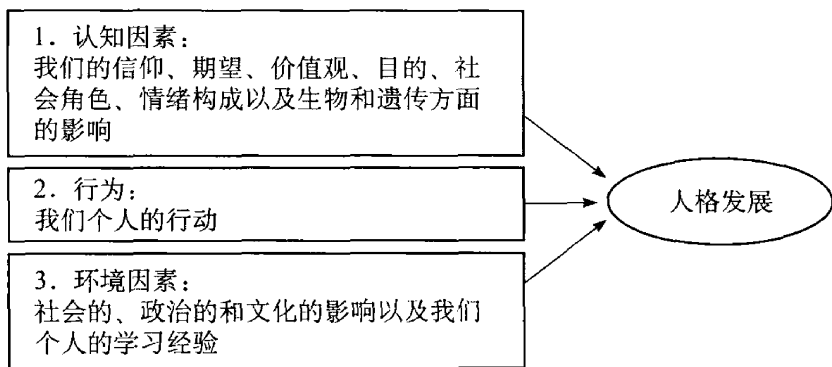 1. 认知因素：
我们的信仰、期望、价值观、目的、社
会角色、情绪构成以及生物和遗传方面
的影响
2. 行为：
我们个人的行动
人格发展
3. 环境因素：
社会的、政治的和文化的影响以及我们
个人的学习经验